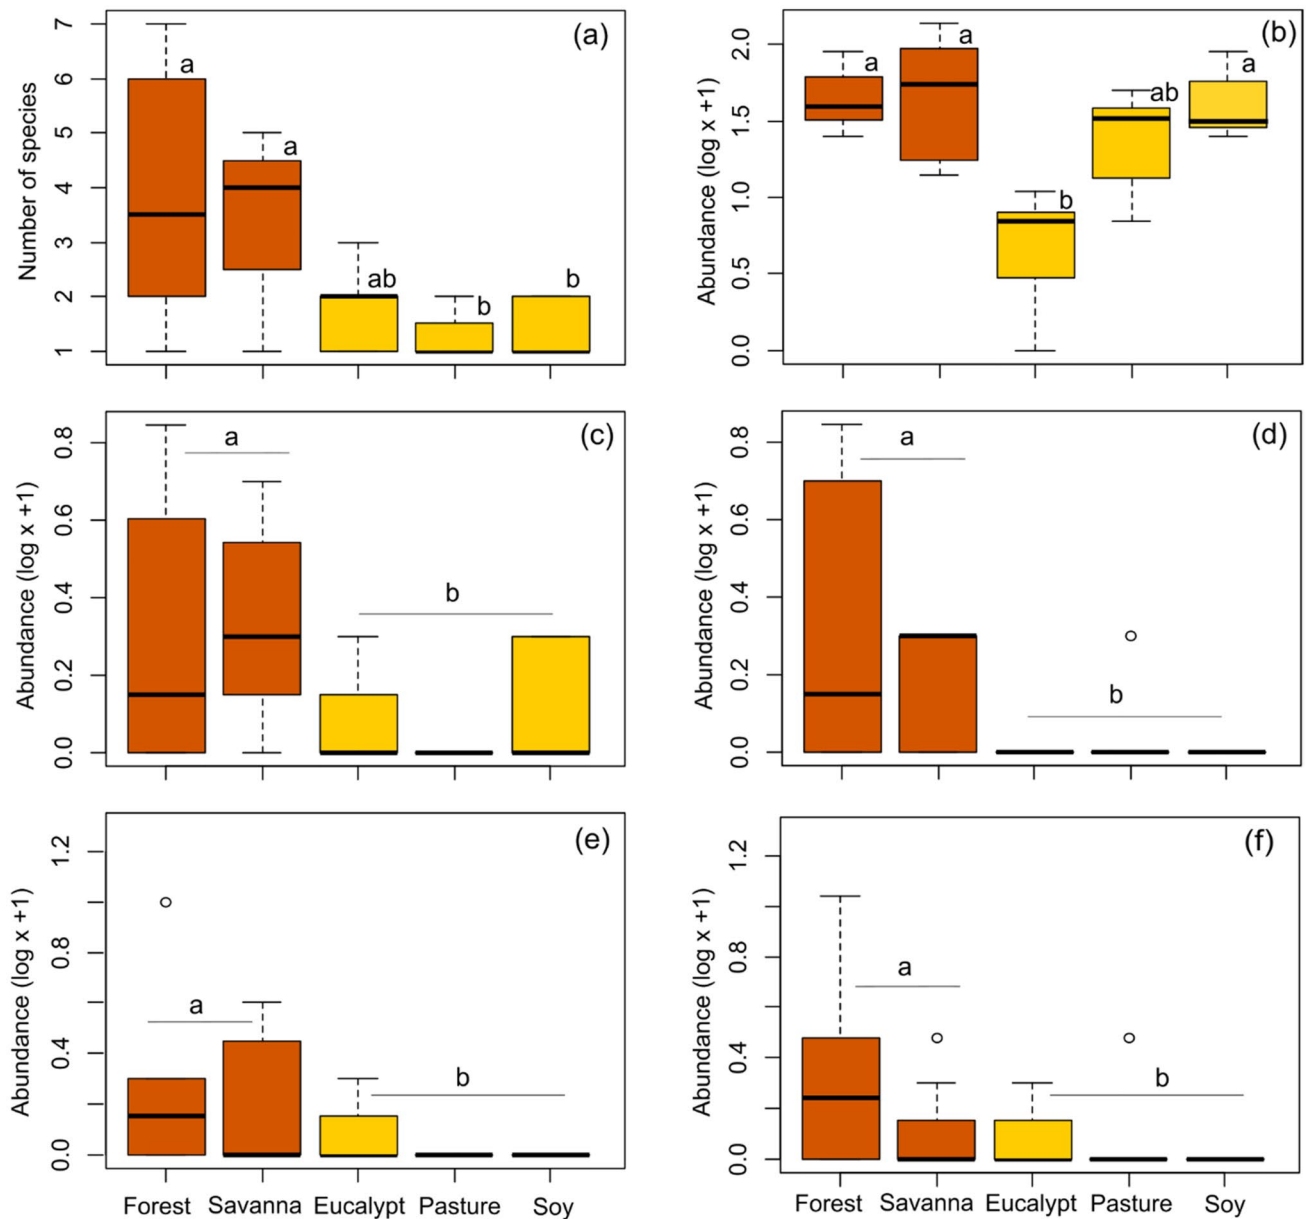 (a)
Number of species
7
6
5
4
3
2
1
a
a
ab
b
b
(b)
Abundance (log x +1)
2.0
1.5
1.0
0.5
0.0
a
a
b
ab
a
(c)
Abundance (log x +1)
0.8
0.6
0.4
0.2
0.0
a
b
(d)
Abundance (log x +1)
0.8
0.6
0.4
0.2
0.0
a
b
(e)
Abundance (log x +1)
1.2
0.8
0.4
0.0
a
b
Forest Savanna Eucalypt Pasture Soy
(f)
Abundance (log x +1)
1.2
0.8
0.4
0.0
a
b
Forest Savanna Eucalypt Pasture Soy